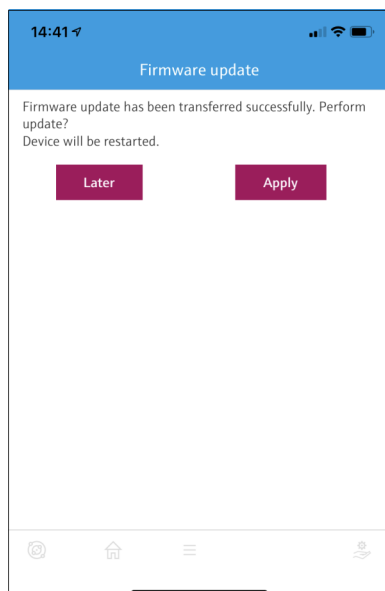 14:41
Firmware update
Firmware update has been transferred successfully. Perform
update?
Device will be restarted.
Later
Apply